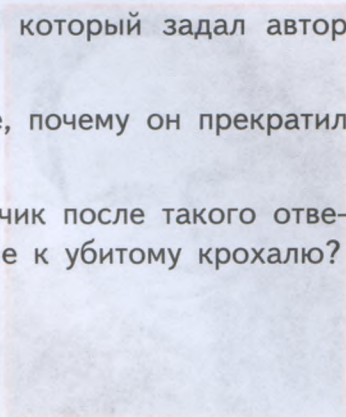 который задал автор
е, почему он прекратил
чик после такого отве-
е к убитому крохалю?